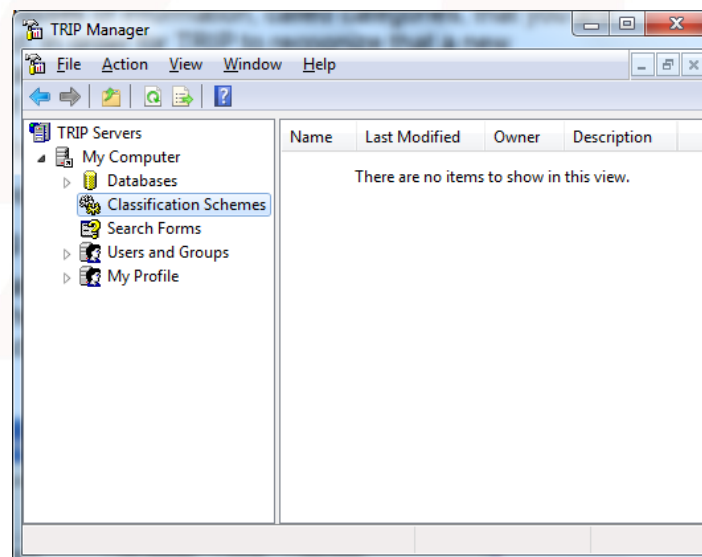 TRIP Manager
File Action View Window Help
TRIP Servers
My Computer
Databases
Classification Schemes
Search Forms
Users and Groups
My Profile
Name Last Modified Owner Description
There are no items to show in this view.